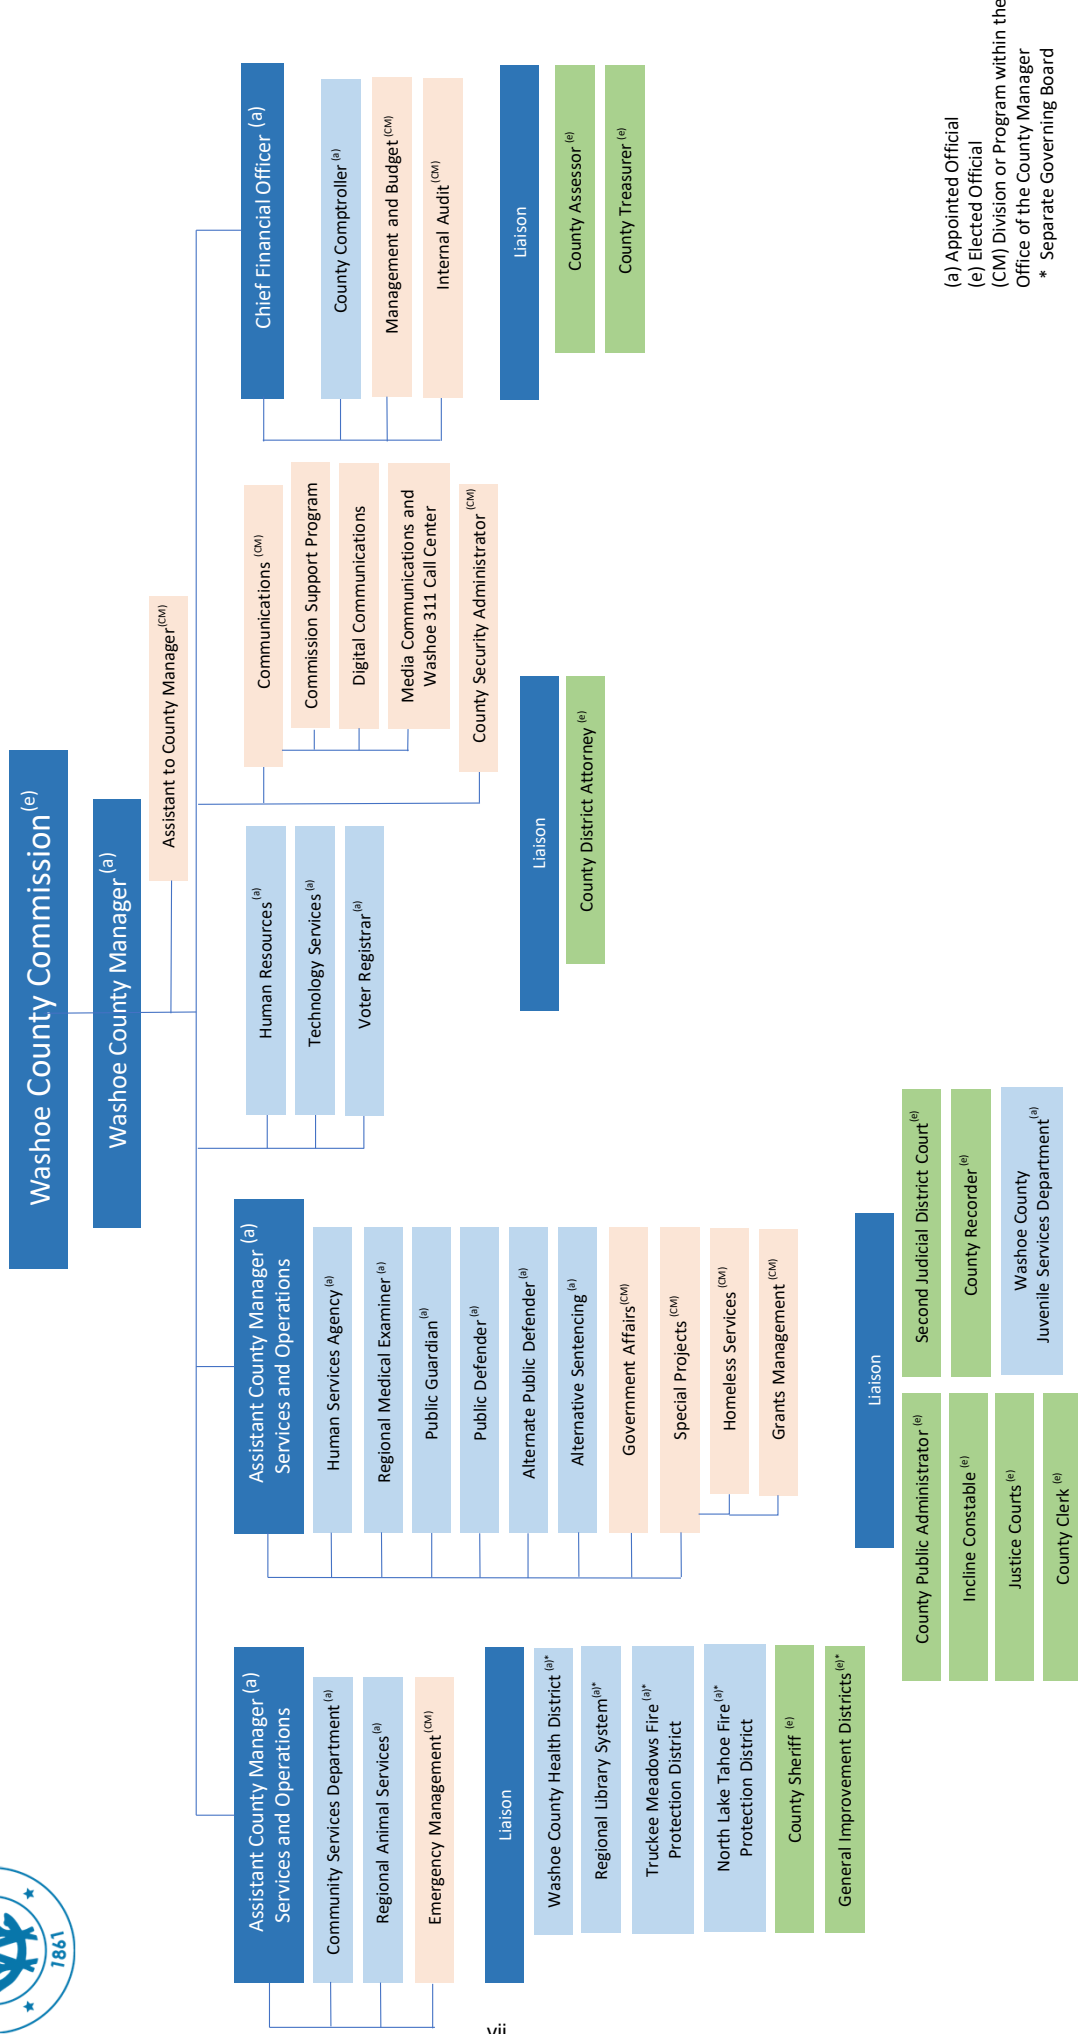 1861
Washoe County Commission(e)
Washoe County Manager(a)
Assistant to County Manager(CM)
Assistant County Manager(a)
Services and Operations
Community Services Department(a)
Regional Animal Services(a)
Emergency Management(CM)
Liaison
Washoe County Health District(a)*
Regional Library System(a)*
Truckee Meadows Fire(a)*
Protection District
North Lake Tahoe Fire(a)*
Protection District
County Sheriff(e)
General Improvement Districts(e)*
Assistant County Manager(a)
Services and Operations
Human Services Agency(a)
Regional Medical Examiner(a)
Public Guardian(a)
Public Defender(a)
Alternate Public Defender(a)
Alternative Sentencing(a)
Government Affairs(CM)
Special Projects(CM)
Homeless Services(CM)
Grants Management(CM)
Liaison
County Public Administrator(e)
Incline Constable(e)
Justice Courts(e)
County Clerk(e)
Second Judicial District Court(e)
County Recorder(e)
Washoe County
Juvenile Services Department(a)
Human Resources(a)
Technology Services(a)
Voter Registrar(a)
Communications(CM)
Commission Support Program
Digital Communications
Media Communications and
Washoe 311 Call Center
County Security Administrator(CM)
Liaison
County District Attorney(e)
Chief Financial Officer(a)
County Comptroller(a)
Management and Budget(CM)
Internal Audit(CM)
Liaison
County Assessor(e)
County Treasurer(e)
(a) Appointed Official
(e) Elected Official
(CM) Division or Program within the
Office of the County Manager
* Separate Governing Board
vii